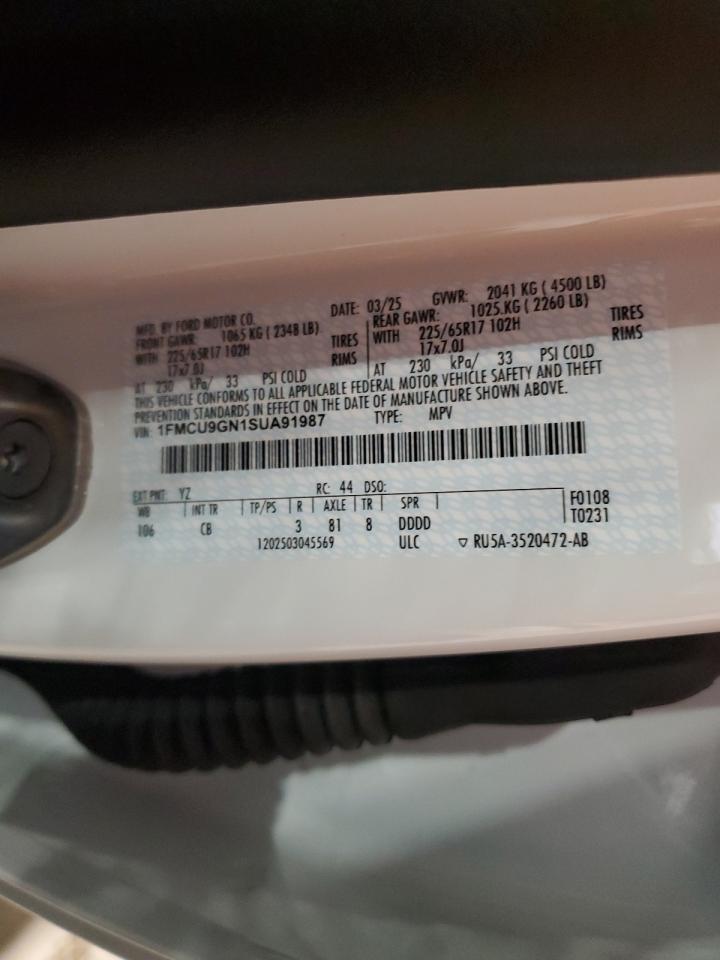 MFD. BY FORD MOTOR CO.
DATE: 03/25 GVWR: 2041 KG ( 4500 LB)
FRONT GAWR: 1065 KG ( 2348 LB)
REAR GAWR: 1025.KG ( 2260 LB)
WITH 225/65R17 102H TIRES
WITH 225/65R17 102H TIRES
17x7.0J RIMS
17x7.0J RIMS
AT 230 kPa/ 33 PSI COLD
AT 230 kPa/ 33 PSI COLD
THIS VEHICLE CONFORMS TO ALL APPLICABLE FEDERAL MOTOR VEHICLE SAFETY AND THEFT
PREVENTION STANDARDS IN EFFECT ON THE DATE OF MANUFACTURE SHOWN ABOVE.
VIN: 1FMCU9GN1SUA91987 TYPE: MPV
EXT PNT: YZ RC: 44 DSO:
WB INT TR TP/PS R AXLE TR SPR F0108
106 CB 3 81 8 DDDD T0231
1202503045569 ULC ▽ RU5A-3520472-AB